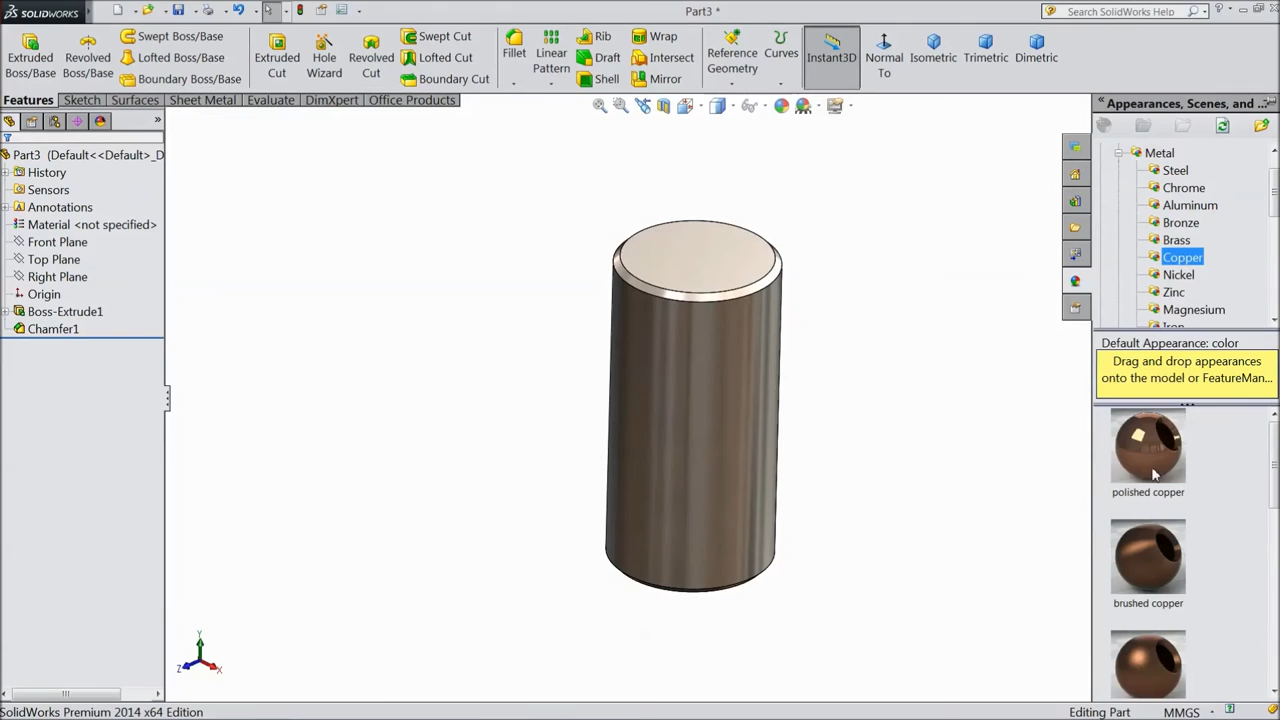 SOLIDWORKS
Part3 *
Search SolidWorks Help
Extruded Boss/Base
Revolved Boss/Base
Swept Boss/Base
Lofted Boss/Base
Boundary Boss/Base
Extruded Cut
Hole Wizard
Revolved Cut
Swept Cut
Lofted Cut
Boundary Cut
Fillet
Linear Pattern
Rib
Draft
Shell
Wrap
Intersect
Mirror
Reference Geometry
Curves
Instant3D
Normal To
Isometric
Trimetric
Dimetric
Features
Sketch
Surfaces
Sheet Metal
Evaluate
DimXpert
Office Products
Part3 (Default<<Default>_D
History
Sensors
Annotations
Material <not specified>
Front Plane
Top Plane
Right Plane
Origin
Boss-Extrude1
Chamfer1
Y
Z
X
Appearances, Scenes, and ...
Metal
Steel
Chrome
Aluminum
Bronze
Brass
Copper
Nickel
Zinc
Magnesium
Iron
Default Appearance: color
Drag and drop appearances
onto the model or FeatureMan...
polished copper
brushed copper
SolidWorks Premium 2014 x64 Edition
Editing Part
MMGS